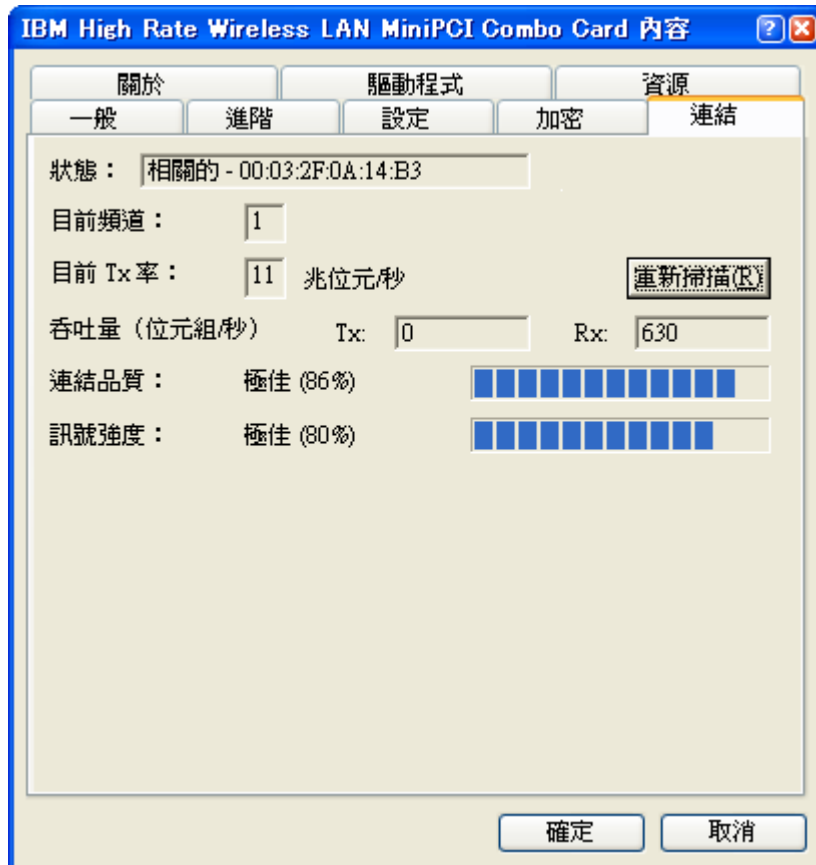 IBM High Rate Wireless LAN MiniPCI Combo Card 內容
關於 驅動程式 資源
一般 進階 設定 加密 連結
狀態： 相關的 - 00:03:2F:0A:14:B3
目前頻道： 1
目前 Tx 率： 11 兆位元/秒 重新掃描(R)
吞吐量（位元組/秒） Tx: 0 Rx: 630
連結品質： 極佳 (86%)
訊號強度： 極佳 (80%)
確定 取消